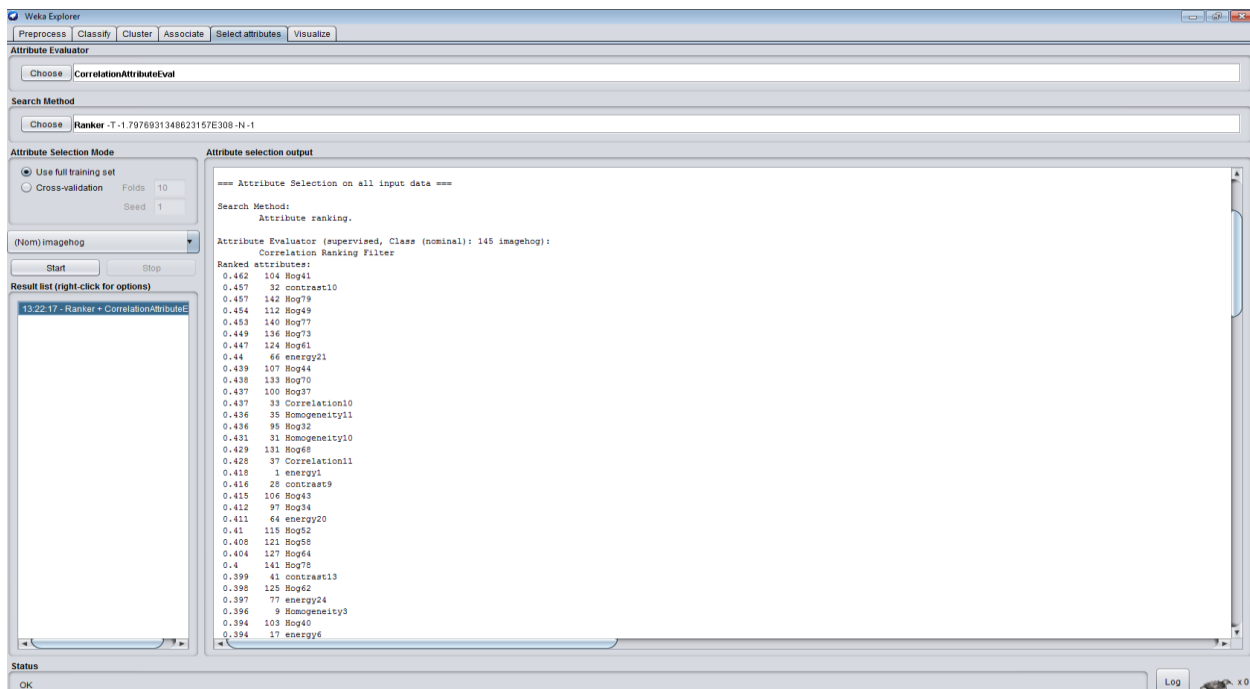 Weka Explorer
Preprocess Classify Cluster Associate Select attributes Visualize
Attribute Evaluator
Choose CorrelationAttributeEval
Search Method
Choose Ranker -T -1.7976931348623157E308 -N -1
Attribute Selection Mode
Use full training set
Cross-validation Folds 10
Seed 1
(Nom) imagehog
Start Stop
Result list (right-click for options)
13:22:17 - Ranker + CorrelationAttributeE
Attribute selection output
=== Attribute Selection on all input data ===
Search Method:
Attribute ranking.
Attribute Evaluator (supervised, Class (nominal): 145 imagehog):
Correlation Ranking Filter
Ranked attributes:
0.462 104 Hog41
0.457 32 contrast10
0.457 142 Hog79
0.454 112 Hog49
0.453 140 Hog77
0.449 136 Hog73
0.447 124 Hog61
0.44 66 energy21
0.439 107 Hog44
0.438 133 Hog70
0.437 100 Hog37
0.437 33 Correlation10
0.436 35 Homogeneity11
0.436 95 Hog32
0.431 31 Homogeneity10
0.429 131 Hog68
0.428 37 Correlation11
0.418 1 energy1
0.416 28 contrast9
0.415 106 Hog43
0.412 97 Hog34
0.411 64 energy20
0.41 115 Hog52
0.408 121 Hog58
0.404 127 Hog64
0.4 141 Hog78
0.399 41 contrast13
0.398 125 Hog62
0.397 77 energy24
0.396 9 Homogeneity3
0.394 103 Hog40
0.394 17 energy6
Status
OK
Log x 0